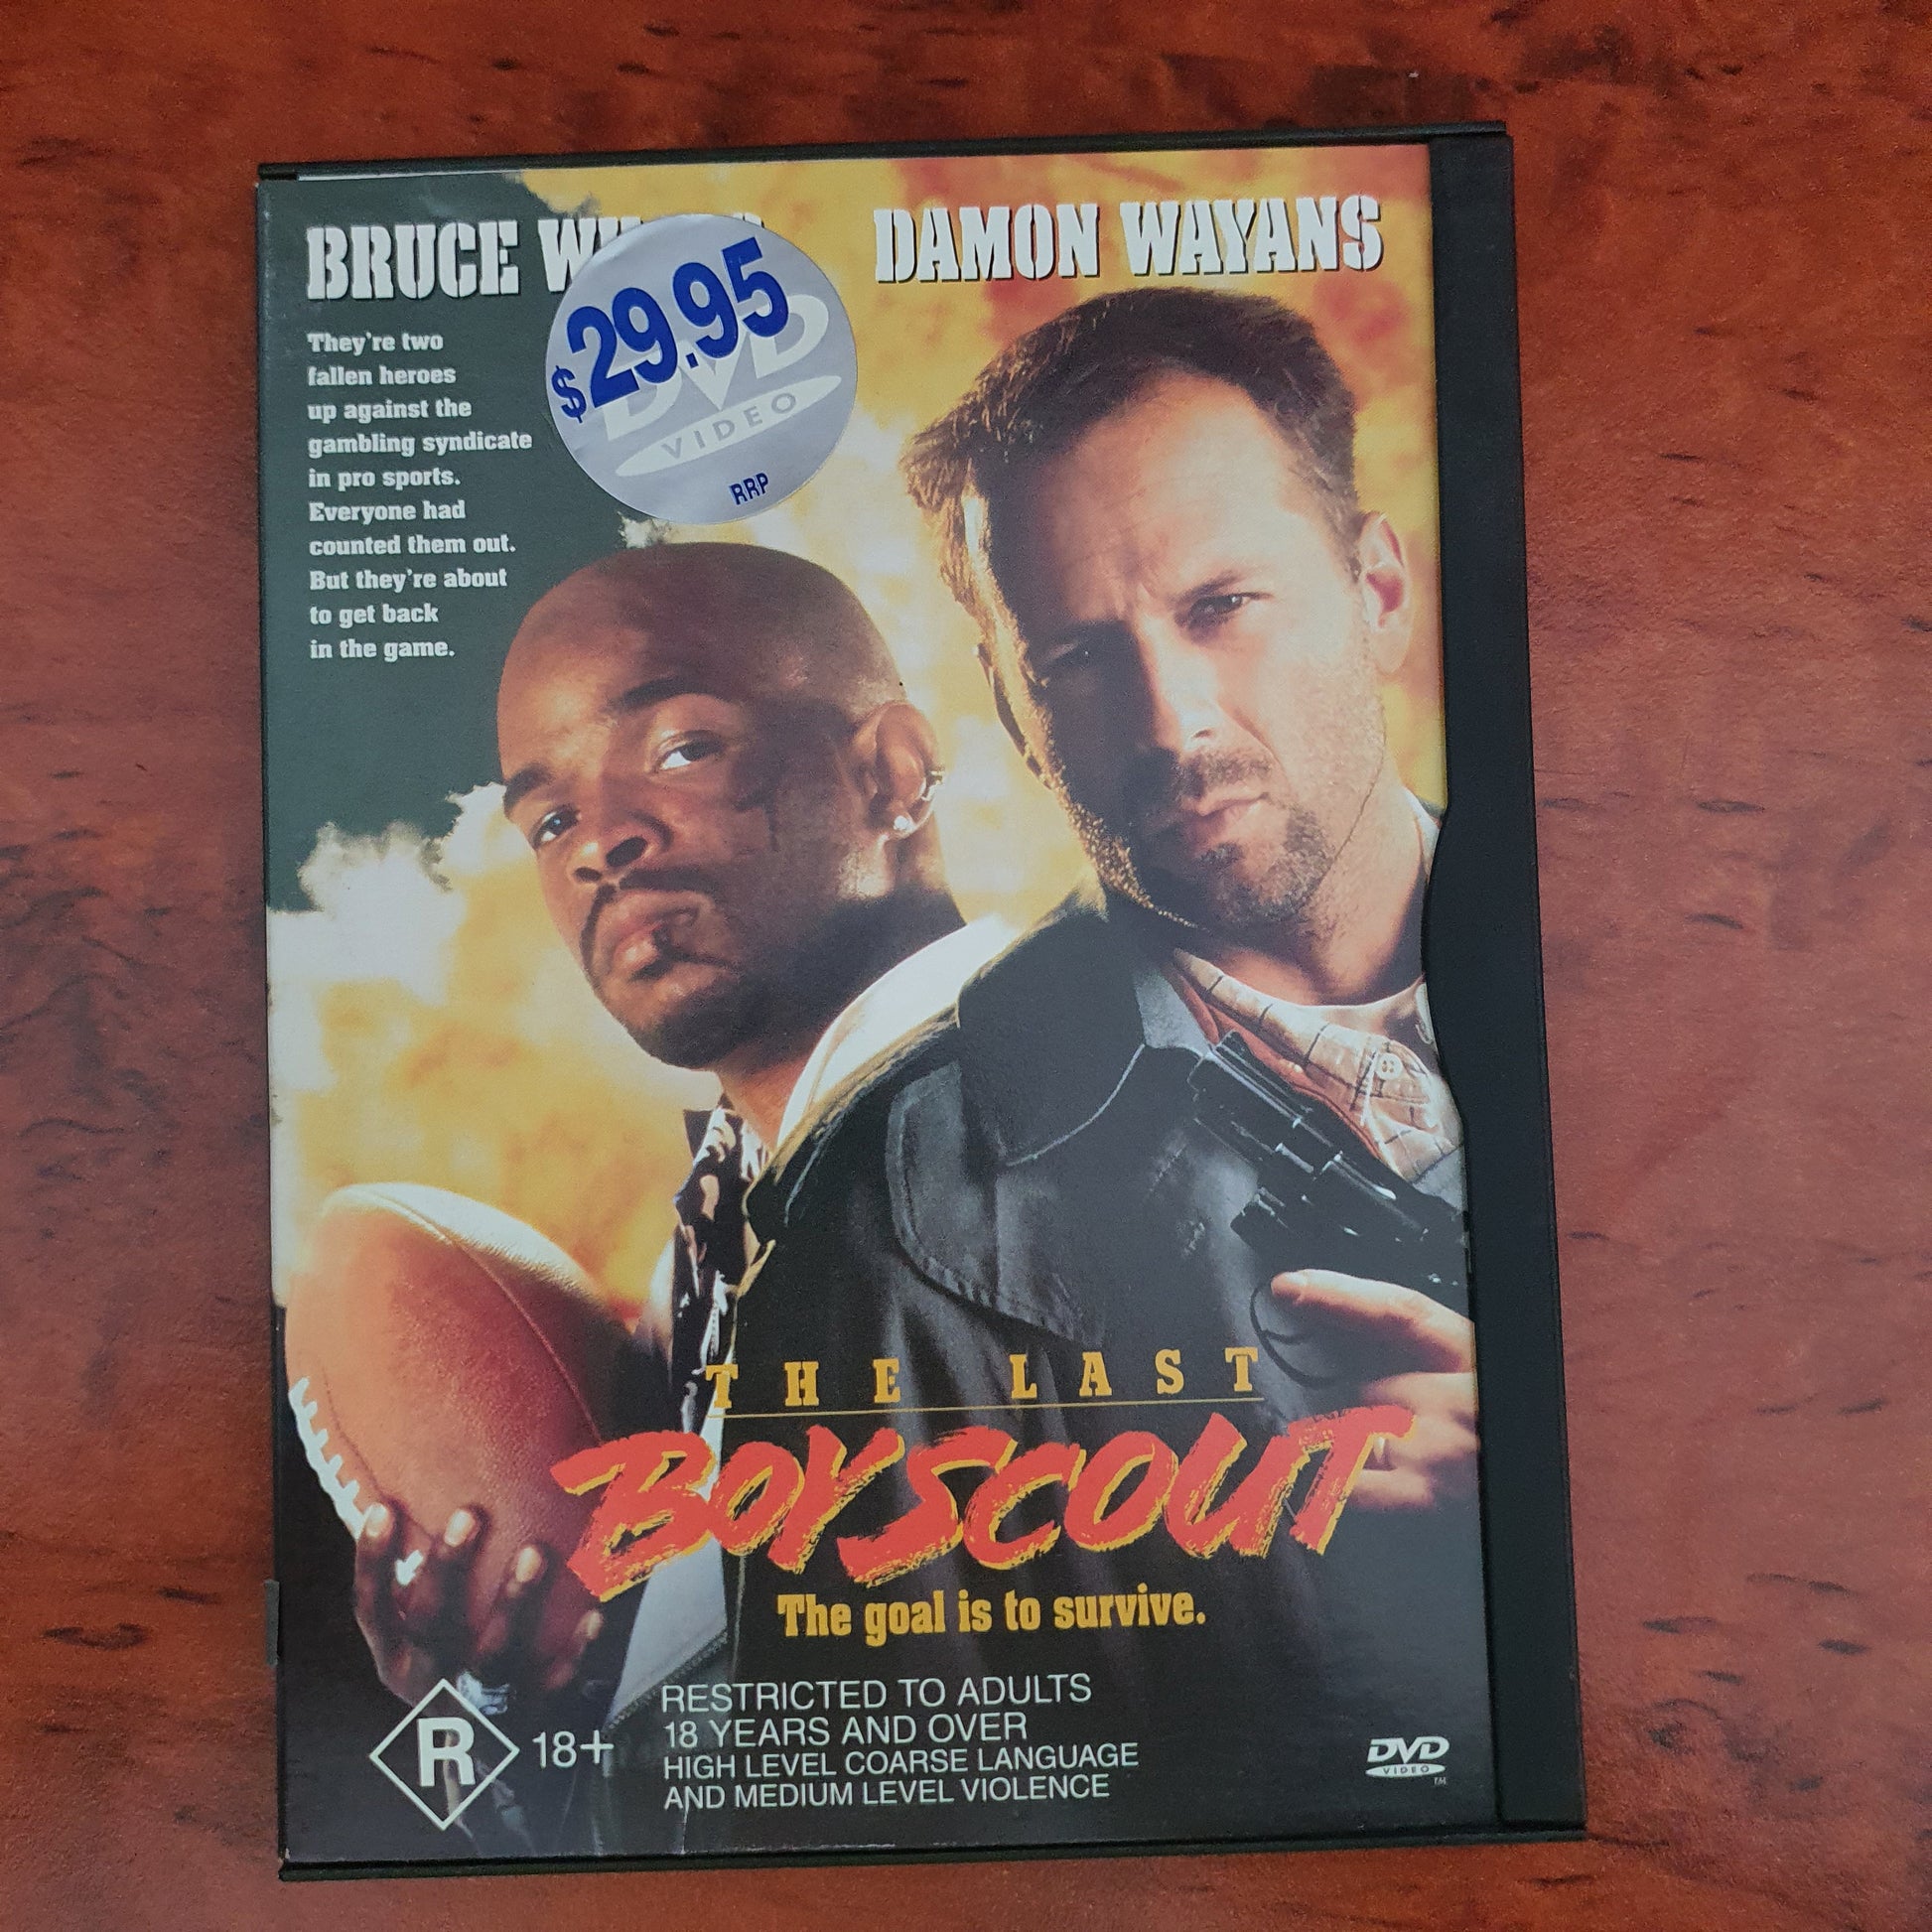 BRUCE
DAMON WAYANS
$29.95
DVD
VIDEO
RRP
They're two
fallen heroes
up against the
gambling syndicate
in pro sports.
Everyone had
counted them out.
But they're about
to get back
in the game.
THE LAST
BOYSCOUT
The goal is to survive.
R 18+
RESTRICTED TO ADULTS
18 YEARS AND OVER
HIGH LEVEL COARSE LANGUAGE
AND MEDIUM LEVEL VIOLENCE
DVD
VIDEO
TM